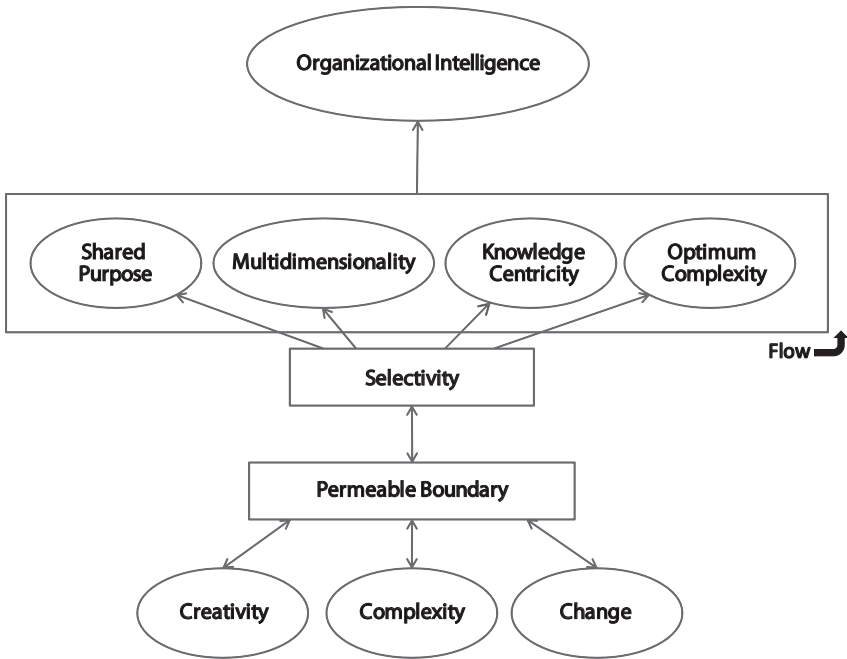 Organizational Intelligence
Shared
Purpose
Multidimensionality
Knowledge
Centricity
Optimum
Complexity
Flow
Selectivity
Permeable Boundary
Creativity
Complexity
Change